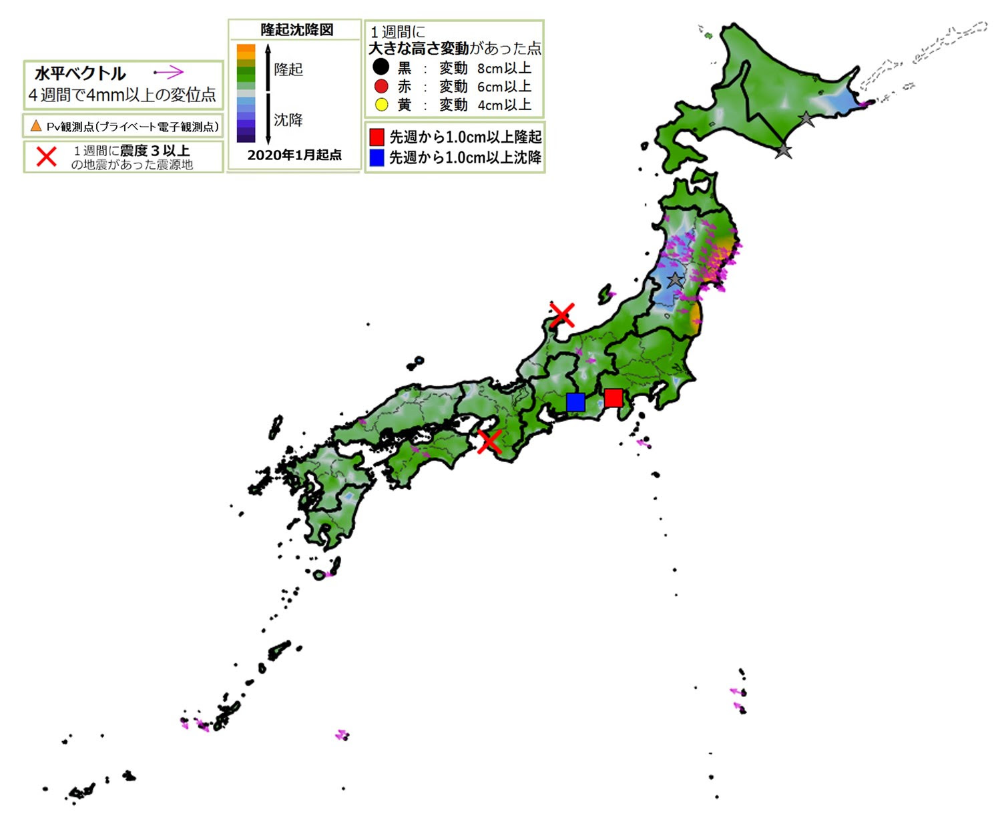 水平ベクトル
４週間で4mm以上の変位点
Pv観測点(プライベート電子観測点)
１週間に震度３以上
の地震があった震源地
隆起沈降図
隆起
沈降
2020年1月起点
１週間に
大きな高さ変動があった点
黒 ： 変動 8cm以上
赤 ： 変動 6cm以上
黄 ： 変動 4cm以上
先週から1.0cm以上隆起
先週から1.0cm以上沈降